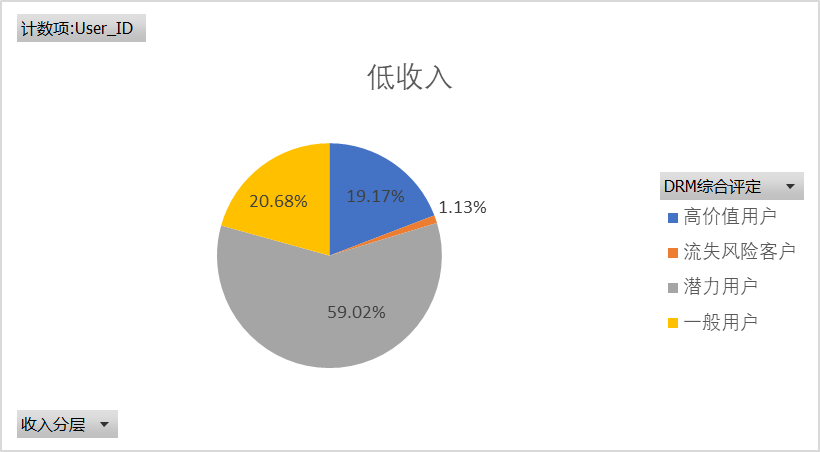 计数项:User_ID
低收入
19.17%
1.13%
59.02%
20.68%
DRM综合评定
高价值用户
流失风险客户
潜力用户
一般用户
收入分层